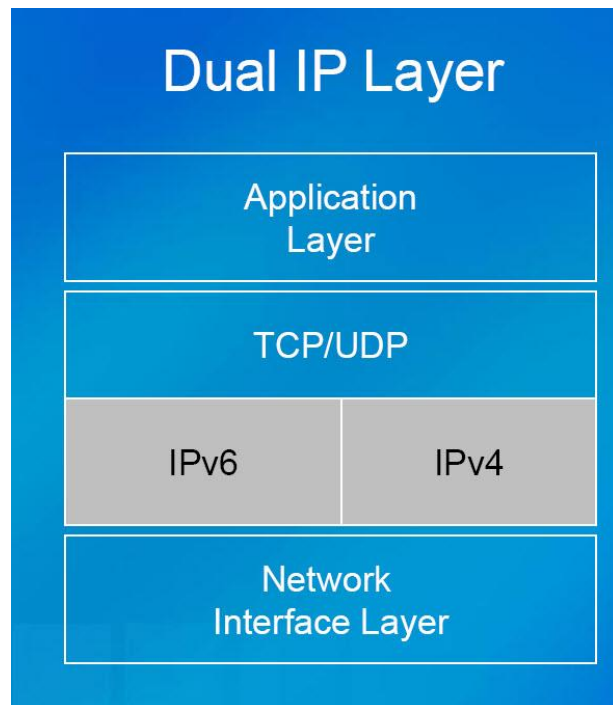 Dual IP Layer
Application
Layer
TCP/UDP
IPv6
IPv4
Network
Interface Layer